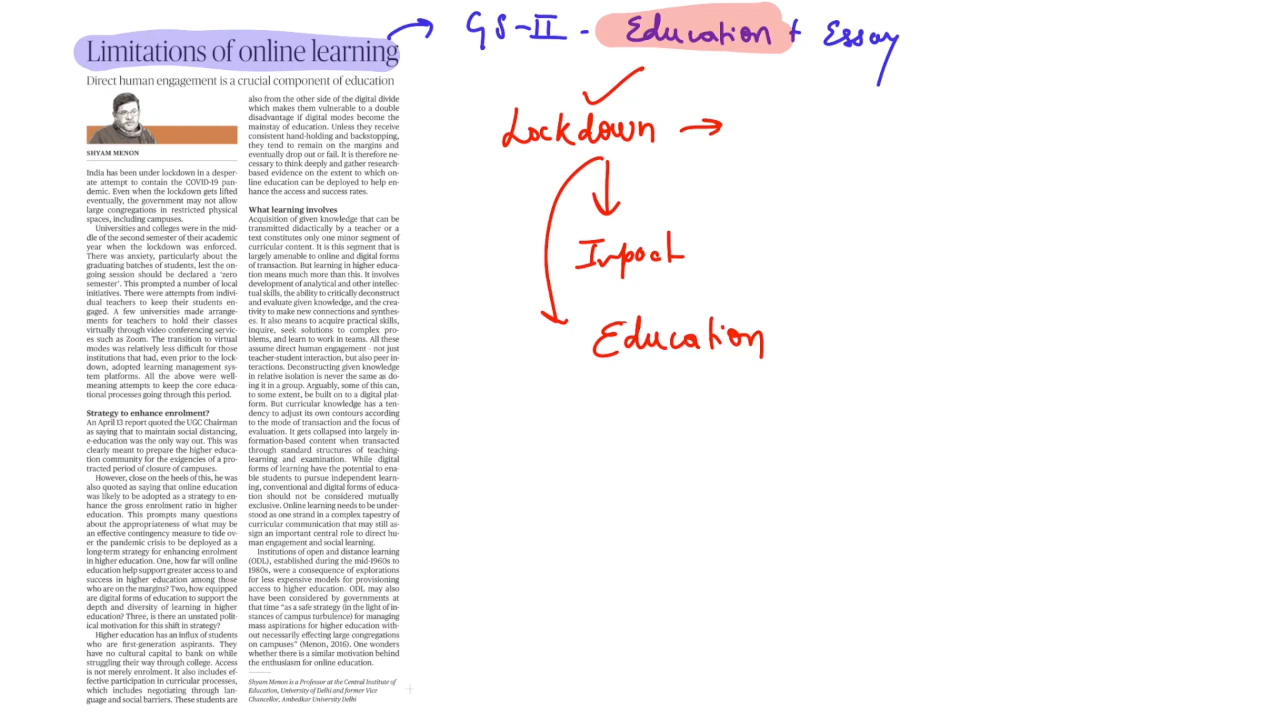 Limitations of online learning
Direct human engagement is a crucial component of education
SHYAM MENON
India has been under lockdown in a desper-
ate attempt to contain the COVID-19 pan-
demic. Even when the lockdown gets lifted
eventually, the government may not allow
large congregations in restricted physical
spaces, including campuses.
Universities and colleges were in the mid-
dle of the second semester of their academic
year when the lockdown was enforced.
There was anxiety, particularly about the
graduating batches of students, lest the on-
going session should be declared a ‘zero
semester’. This prompted a number of local
initiatives. There were attempts from indivi-
dual teachers to keep their students en-
gaged. A few universities made arrange-
ments for teachers to hold their classes
virtually through video conferencing servic-
es such as Zoom. The transition to virtual
modes was relatively less difficult for those
institutions that had, even prior to the lock-
down, adopted learning management sys-
tem platforms. All the above were well-
meaning attempts to keep the core educa-
tional processes going through this period.
Strategy to enhance enrolment?
An April 13 report quoted the UGC Chairman
as saying that to maintain social distancing,
e-education was the only way out. This was
clearly meant to prepare the higher educa-
tion community for the exigencies of a pro-
tracted period of closure of campuses.
However, close on the heels of this, he was
also quoted as saying that online education
was likely to be adopted as a strategy to en-
hance the gross enrolment ratio in higher
education. This prompts many questions
about the appropriateness of what may be
an effective contingency measure to tide ov-
er the pandemic crisis to be deployed as a
long-term strategy for enhancing enrolment
in higher education. One, how far will online
education help support greater access to and
success in higher education among those
who are on the margins? Two, how equipped
are digital forms of education to support the
depth and diversity of learning in higher
education? Three, is there an unstated polit-
ical motivation for this shift in strategy?
Higher education has an influx of students
who are first-generation aspirants. They
have no cultural capital to bank on while
struggling their way through college. Access
is not merely enrolment. It also includes ef-
fective participation in curricular processes,
which includes negotiating through lan-
guage and social barriers. These students are
also from the other side of the digital divide
which makes them vulnerable to a double
disadvantage if digital modes become the
mainstay of education. Unless they receive
consistent hand-holding and backstopping,
they tend to remain on the margins and
eventually drop out or fail. It is therefore ne-
cessary to think deeply and gather research-
based evidence on the extent to which on-
line education can be deployed to help en-
hance the access and success rates.
What learning involves
Acquisition of given knowledge that can be
transmitted didactically by a teacher or a
text constitutes only one minor segment of
curricular content. It is this segment that is
largely amenable to online and digital forms
of transaction. But learning in higher educa-
tion means much more than this. It involves
development of analytical and other intellec-
tual skills, the ability to critically deconstruct
and evaluate given knowledge, and the crea-
tivity to make new connections and synthes-
es. It also means to acquire practical skills,
inquire, seek solutions to complex pro-
blems, and learn to work in teams. All these
assume direct human engagement - not just
teacher-student interaction, but also peer in-
teractions. Deconstructing given knowledge
in relative isolation is never the same as do-
ing it in a group. Arguably, some of this can,
to some extent, be built on to a digital plat-
form. But curricular knowledge has a ten-
dency to adjust its own contours according
to the mode of transaction and the focus of
evaluation. It gets collapsed into largely in-
formation-based content when transacted
through standard structures of teaching-
learning and examination. While digital
forms of learning have the potential to ena-
ble students to pursue independent learn-
ing, conventional and digital forms of educa-
tion should not be considered mutually
exclusive. Online learning needs to be under-
stood as one strand in a complex tapestry of
curricular communication that may still as-
sign an important central role to direct hu-
man engagement and social learning.
Institutions of open and distance learning
(ODL), established during the mid-1960s to
1980s, were a consequence of explorations
for less expensive models for provisioning
access to higher education. ODL may also
have been considered by governments at
that time “as a safe strategy (in the light of in-
stances of campus turbulence) for managing
mass aspirations for higher education with-
out necessarily effecting large congregations
on campuses” (Menon, 2016). One wonders
whether there is a similar motivation behind
the enthusiasm for online education.
Shyam Menon is a Professor at the Central Institute of
Education, University of Delhi and former Vice
Chancellor, Ambedkar University Delhi
GS-II - Education + Essay
Lockdown →
Impact
Education